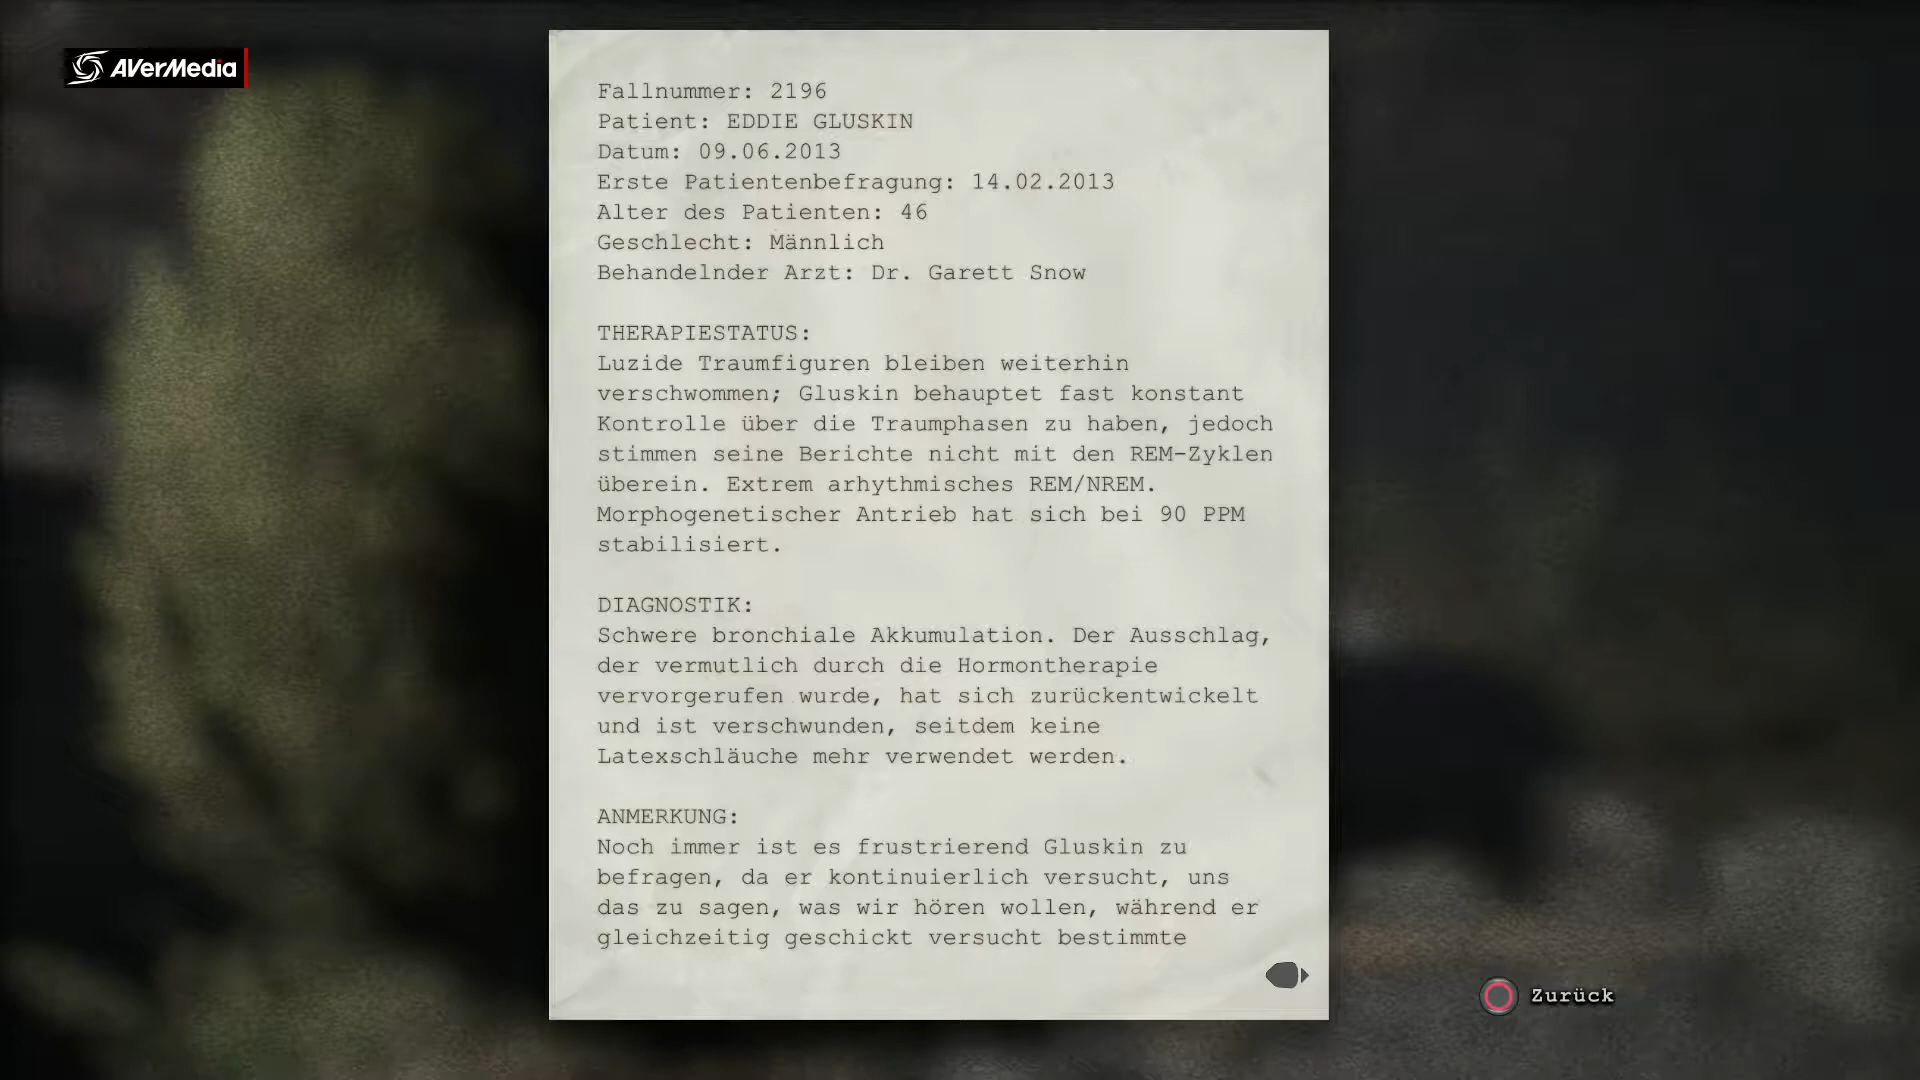 AVerMedia
Fallnummer: 2196
Patient: EDDIE GLUSKIN
Datum: 09.06.2013
Erste Patientenbefragung: 14.02.2013
Alter des Patienten: 46
Geschlecht: Männlich
Behandelnder Arzt: Dr. Garett Snow
THERAPIESTATUS:
Luzide Traumfiguren bleiben weiterhin
verschwommen; Gluskin behauptet fast konstant
Kontrolle über die Traumphasen zu haben, jedoch
stimmen seine Berichte nicht mit den REM-Zyklen
überein. Extrem arhythmisches REM/NREM.
Morphogenetischer Antrieb hat sich bei 90 PPM
stabilisiert.
DIAGNOSTIK:
Schwere bronchiale Akkumulation. Der Ausschlag,
der vermutlich durch die Hormontherapie
vervorgerufen wurde, hat sich zurückentwickelt
und ist verschwunden, seitdem keine
Latexschläuche mehr verwendet werden.
ANMERKUNG:
Noch immer ist es frustrierend Gluskin zu
befragen, da er kontinuierlich versucht, uns
das zu sagen, was wir hören wollen, während er
gleichzeitig geschickt versucht bestimmte
Zurück